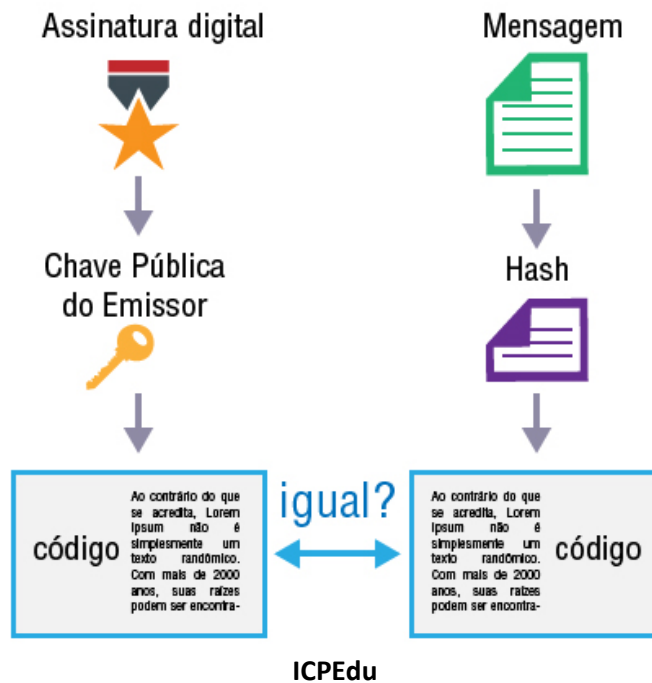 Assinatura digital
Mensagem
Chave Pública
do Emissor
Hash
código
Ao contrário do que
se acredita, Lorem
Ipsum não é
simplesmente um
texto randômico.
Com mais de 2000
anos, suas raízes
podem ser encontra-
igual?
Ao contrário do que
se acredita, Lorem
Ipsum não é
simplesmente um
texto randômico.
Com mais de 2000
anos, suas raízes
podem ser encontra-
código
ICPEdu